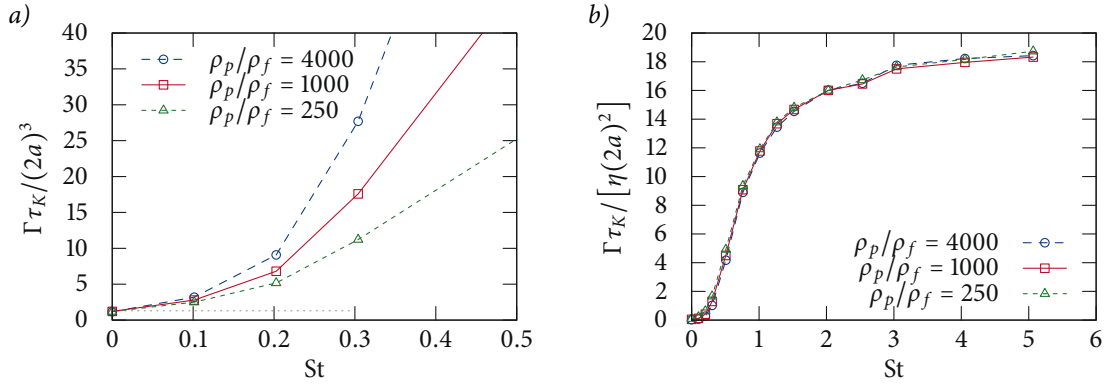 a)
40
35
30
25
20
15
10
5
0
Γτ_K/(2a)^3
ρ_p/ρ_f = 4000
ρ_p/ρ_f = 1000
ρ_p/ρ_f = 250
0 0.1 0.2 0.3 0.4 0.5
St
b)
20
18
16
14
12
10
8
6
4
2
0
Γτ_K/[η(2a)^2]
ρ_p/ρ_f = 4000
ρ_p/ρ_f = 1000
ρ_p/ρ_f = 250
0 1 2 3 4 5 6
St